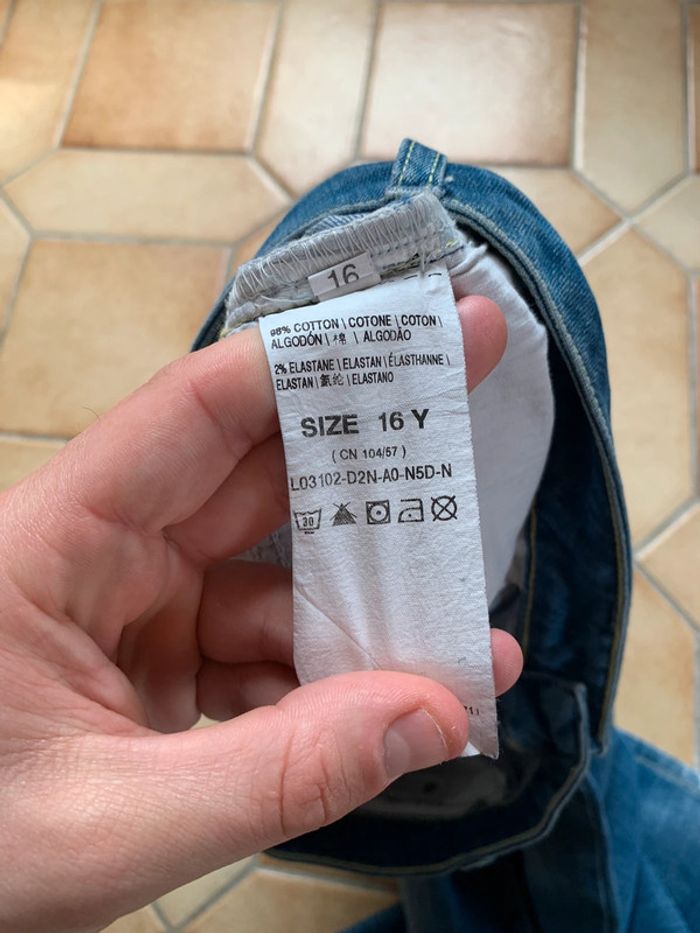 16
98% COTTON \ COTONE \ COTON \
ALGODÓN \ 棉 \ ALGODÃO
2% ELASTANE \ ELASTAN \ ÉLASTHANNE \
ELASTAN \ 氨纶 \ ELASTANO
SIZE 16 Y
( CN 104/57 )
L03102-D2N-A0-N5D-N
30